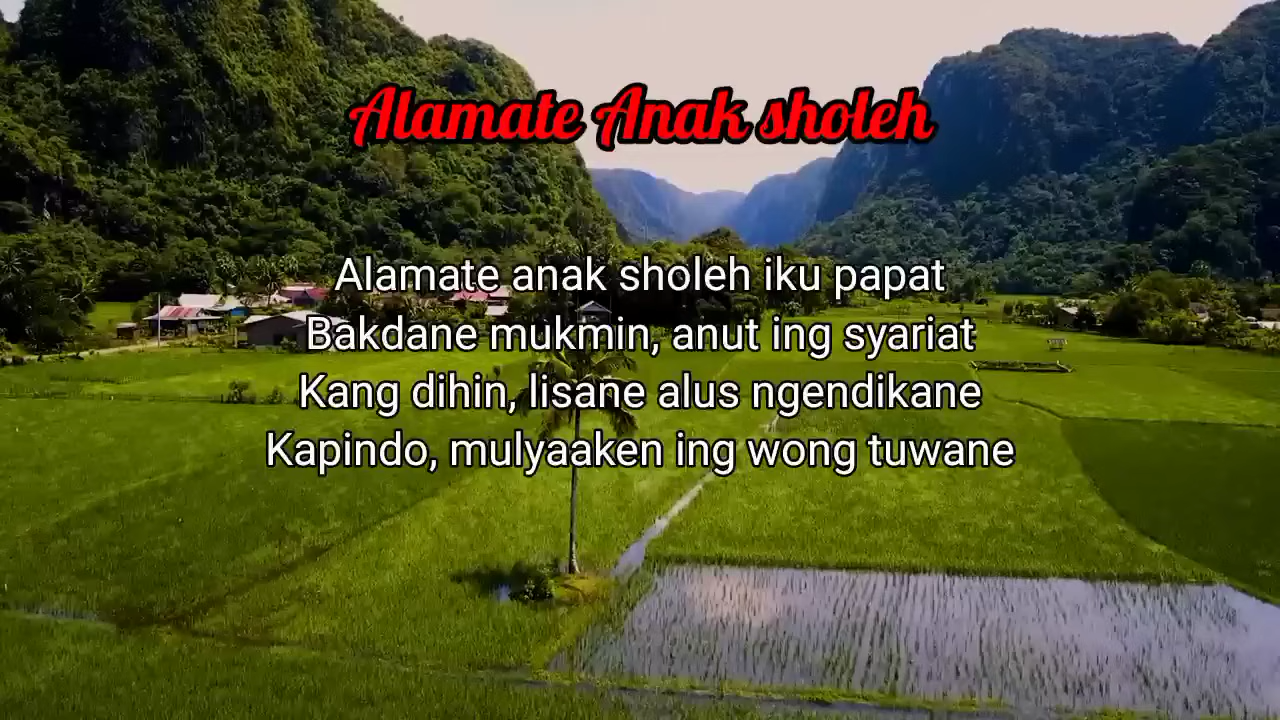 Alamate Anak sholeh
Alamate anak sholeh iku papat
Bakdane mukmin, anut ing syariat
Kang dihin, lisane alus ngendikane
Kapindo, mulyaaken ing wong tuwane